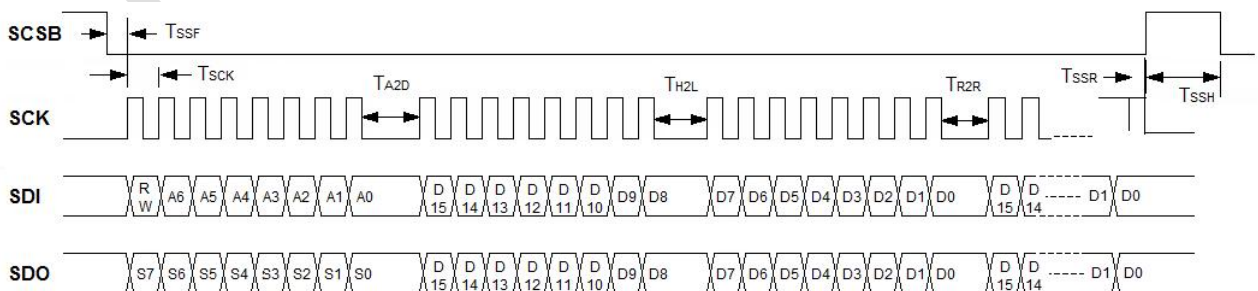 SCSB TSSF
TSCK TA2D TH2L TR2R TSSR TSSH
SCK
SDI R W A6 A5 A4 A3 A2 A1 A0 D 15 D 14 D 13 D 12 D 11 D 10 D9 D8 D7 D6 D5 D4 D3 D2 D1 D0 D 15 D 14 D1 D0
SDO S7 S6 S5 S4 S3 S2 S1 S0 D 15 D 14 D 13 D 12 D 11 D 10 D9 D8 D7 D6 D5 D4 D3 D2 D1 D0 D 15 D 14 D1 D0